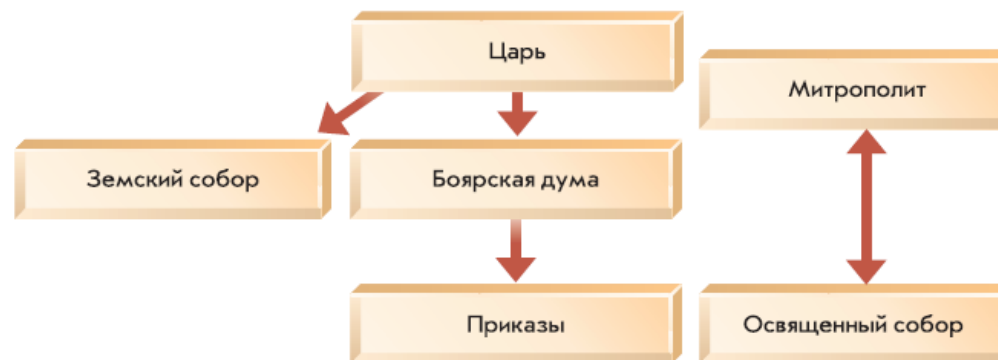 Царь
Митрополит
Земский собор
Боярская дума
Приказы
Освященный собор